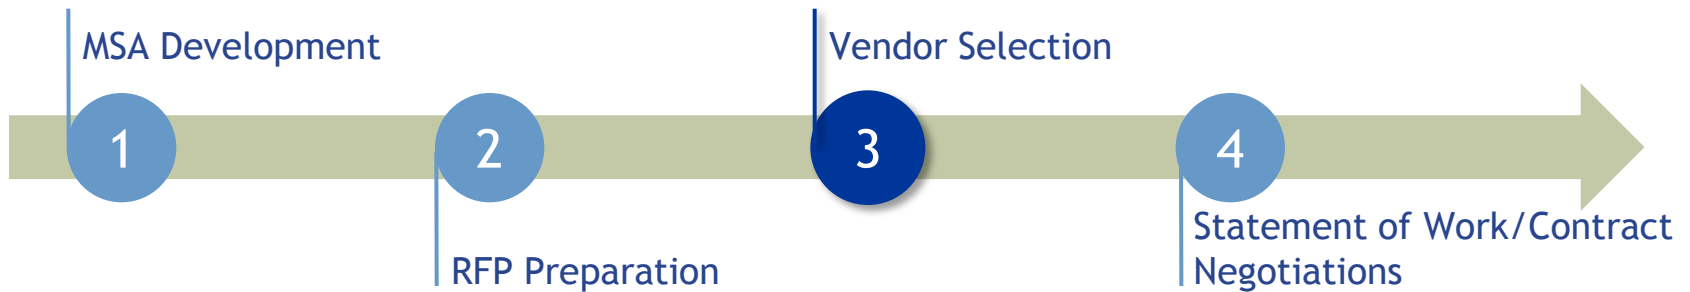 MSA Development
Vendor Selection
1
2
3
4
RFP Preparation
Statement of Work/Contract
Negotiations